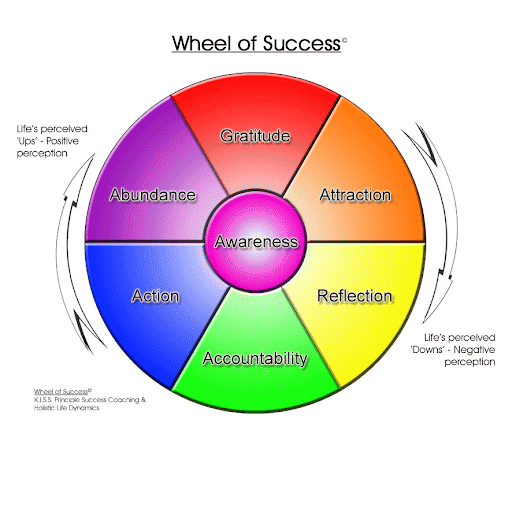 Wheel of Success©
Life's perceived
'Ups' - Positive
perception
Gratitude
Abundance
Attraction
Awareness
Action
Reflection
Accountability
Life's perceived
'Downs' - Negative
perception
Wheel of Success©
K.I.S.S. Principle Success Coaching &
Holistic Life Dynamics